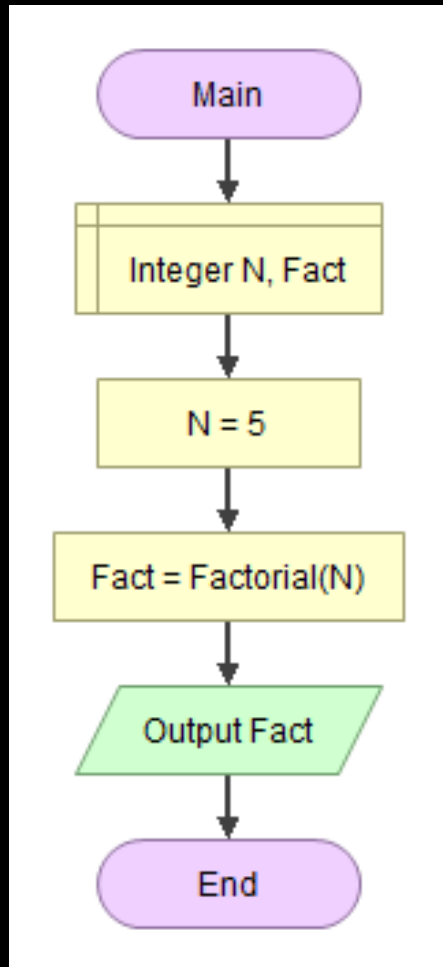 Main
Integer N, Fact
N = 5
Fact = Factorial(N)
Output Fact
End